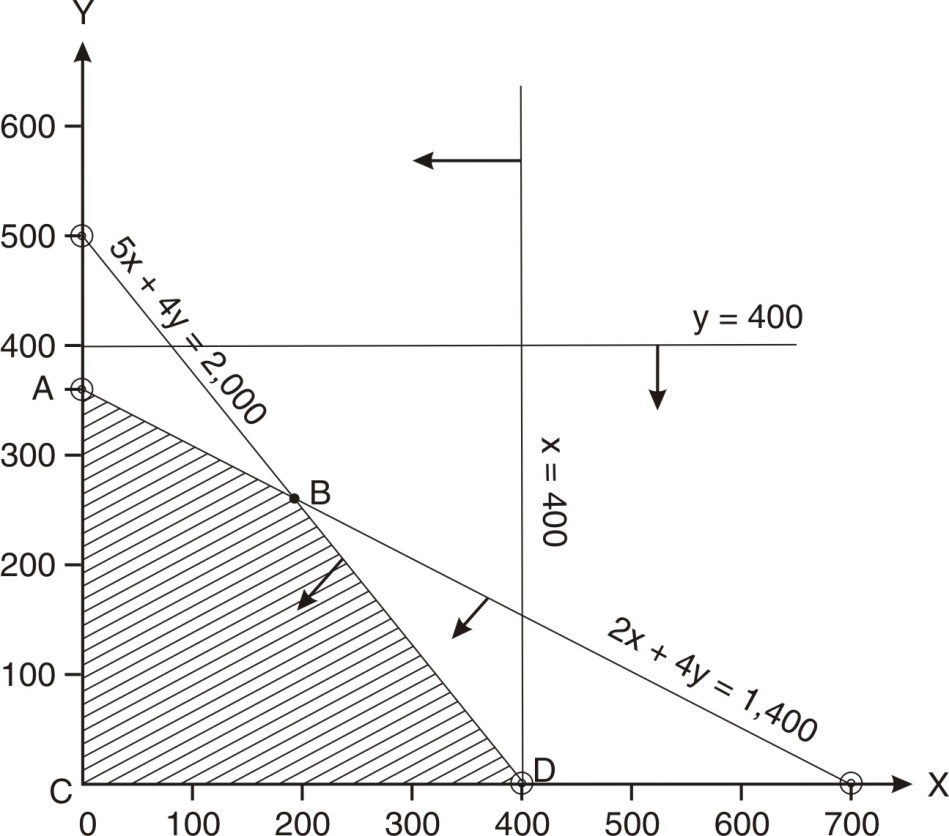 Y
600
500
5x + 4y = 2,000
y = 400
400
A
300
x = 400
B
200
2x + 4y = 1,400
100
D
C
X
0 100 200 300 400 500 600 700